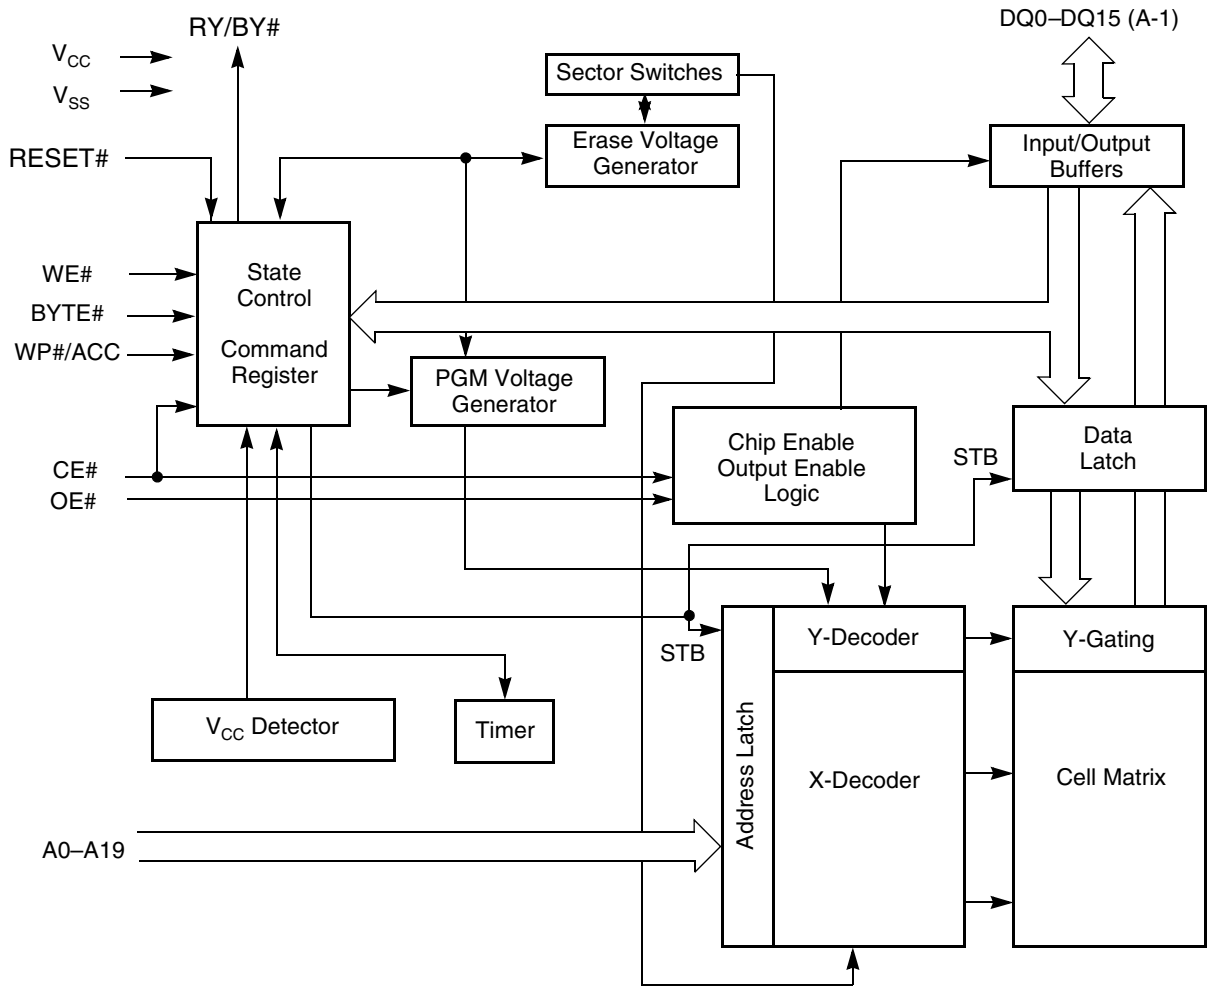 RY/BY#
DQ0–DQ15 (A-1)
VCC
VSS
Sector Switches
RESET#
Erase Voltage
Generator
Input/Output
Buffers
WE#
BYTE#
WP#/ACC
State
Control
Command
Register
PGM Voltage
Generator
Chip Enable
Output Enable
Logic
STB
Data
Latch
CE#
OE#
STB
Y-Decoder
Y-Gating
VCC Detector
Timer
Address Latch
X-Decoder
Cell Matrix
A0–A19